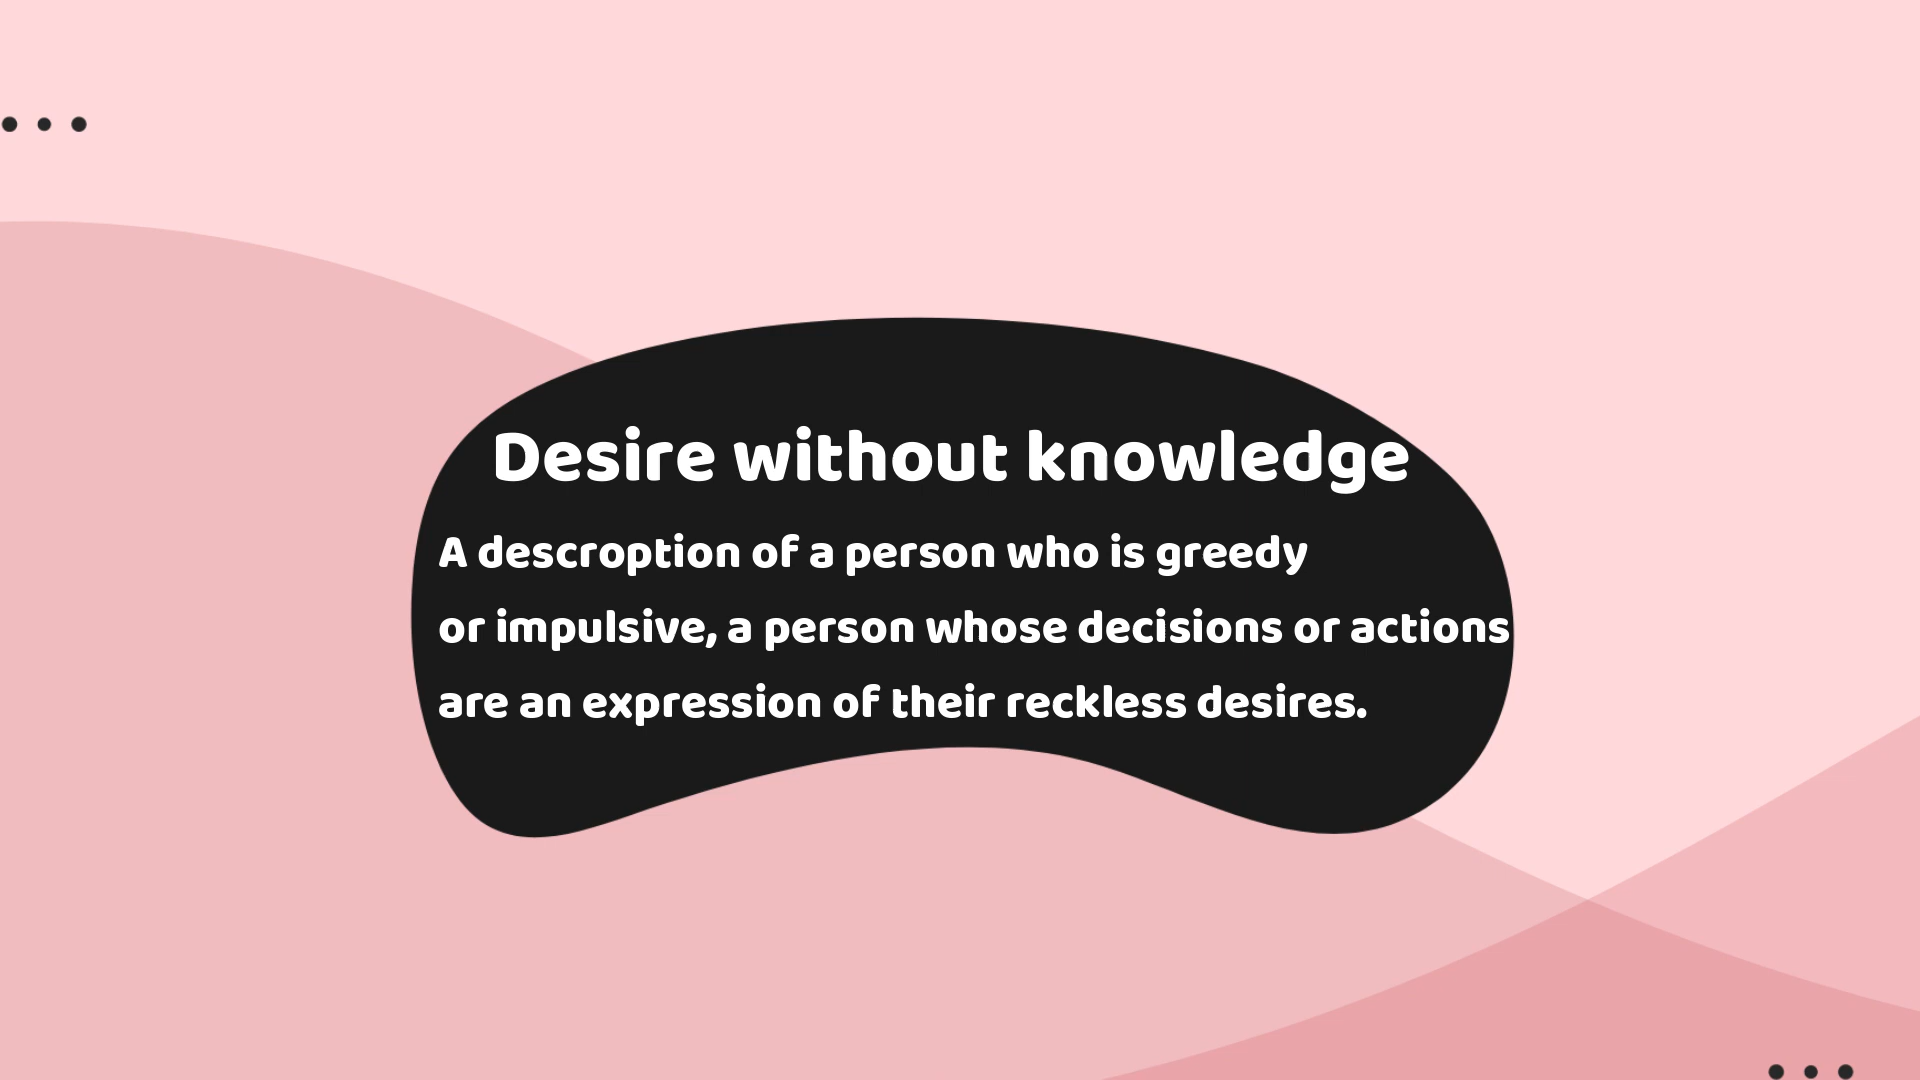 Desire without knowledge
A descroption of a person who is greedy
or impulsive, a person whose decisions or actions
are an expression of their reckless desires.